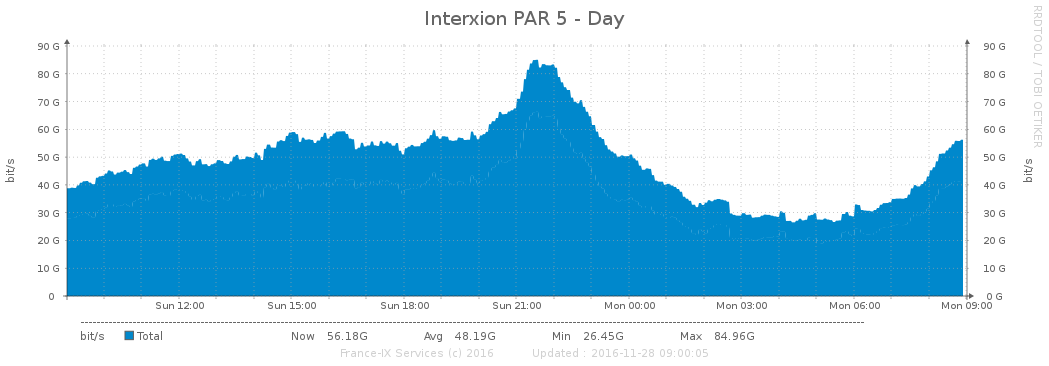 Interxion PAR 5 - Day
RRDTOOL / TOBI OETIKER
bit/s
90 G 90 G
80 G 80 G
70 G 70 G
60 G 60 G
50 G 50 G
40 G 40 G
30 G 30 G
20 G 20 G
10 G 10 G
0 0 G
bit/s
Sun 12:00 Sun 15:00 Sun 18:00 Sun 21:00 Mon 00:00 Mon 03:00 Mon 06:00 Mon 09:00
bit/s Total Now 56.18G Avg 48.19G Min 26.45G Max 84.96G
France-IX Services (c) 2016 Updated : 2016-11-28 09:00:05